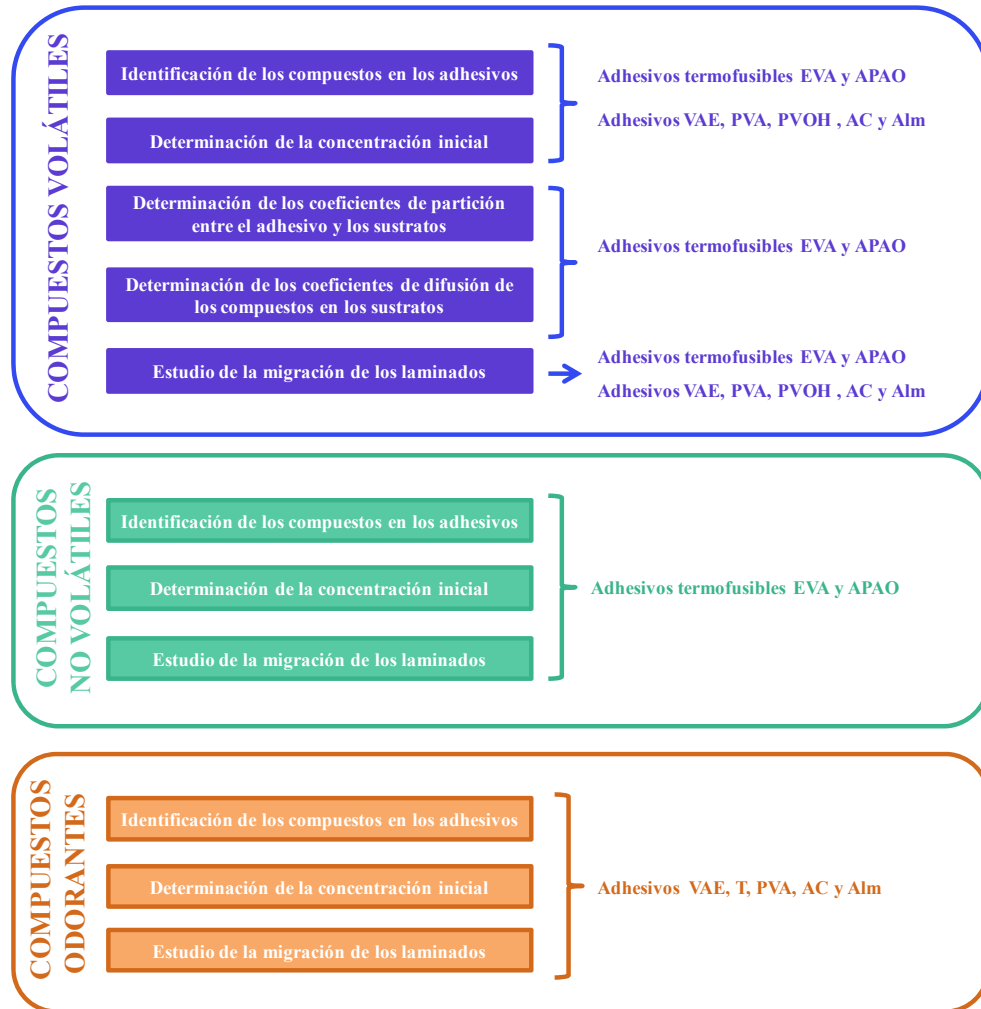 COMPUESTOS VOLÁTILES
Identificación de los compuestos en los adhesivos
Determinación de la concentración inicial
Adhesivos termofusibles EVA y APAO
Adhesivos VAE, PVA, PVOH , AC y Alm
Determinación de los coeficientes de partición
entre el adhesivo y los sustratos
Determinación de los coeficientes de difusión de
los compuestos en los sustratos
Adhesivos termofusibles EVA y APAO
Estudio de la migración de los laminados
Adhesivos termofusibles EVA y APAO
Adhesivos VAE, PVA, PVOH , AC y Alm
COMPUESTOS
NO VOLÁTILES
Identificación de los compuestos en los adhesivos
Determinación de la concentración inicial
Estudio de la migración de los laminados
Adhesivos termofusibles EVA y APAO
COMPUESTOS
ODORANTES
Identificación de los compuestos en los adhesivos
Determinación de la concentración inicial
Estudio de la migración de los laminados
Adhesivos VAE, T, PVA, AC y Alm